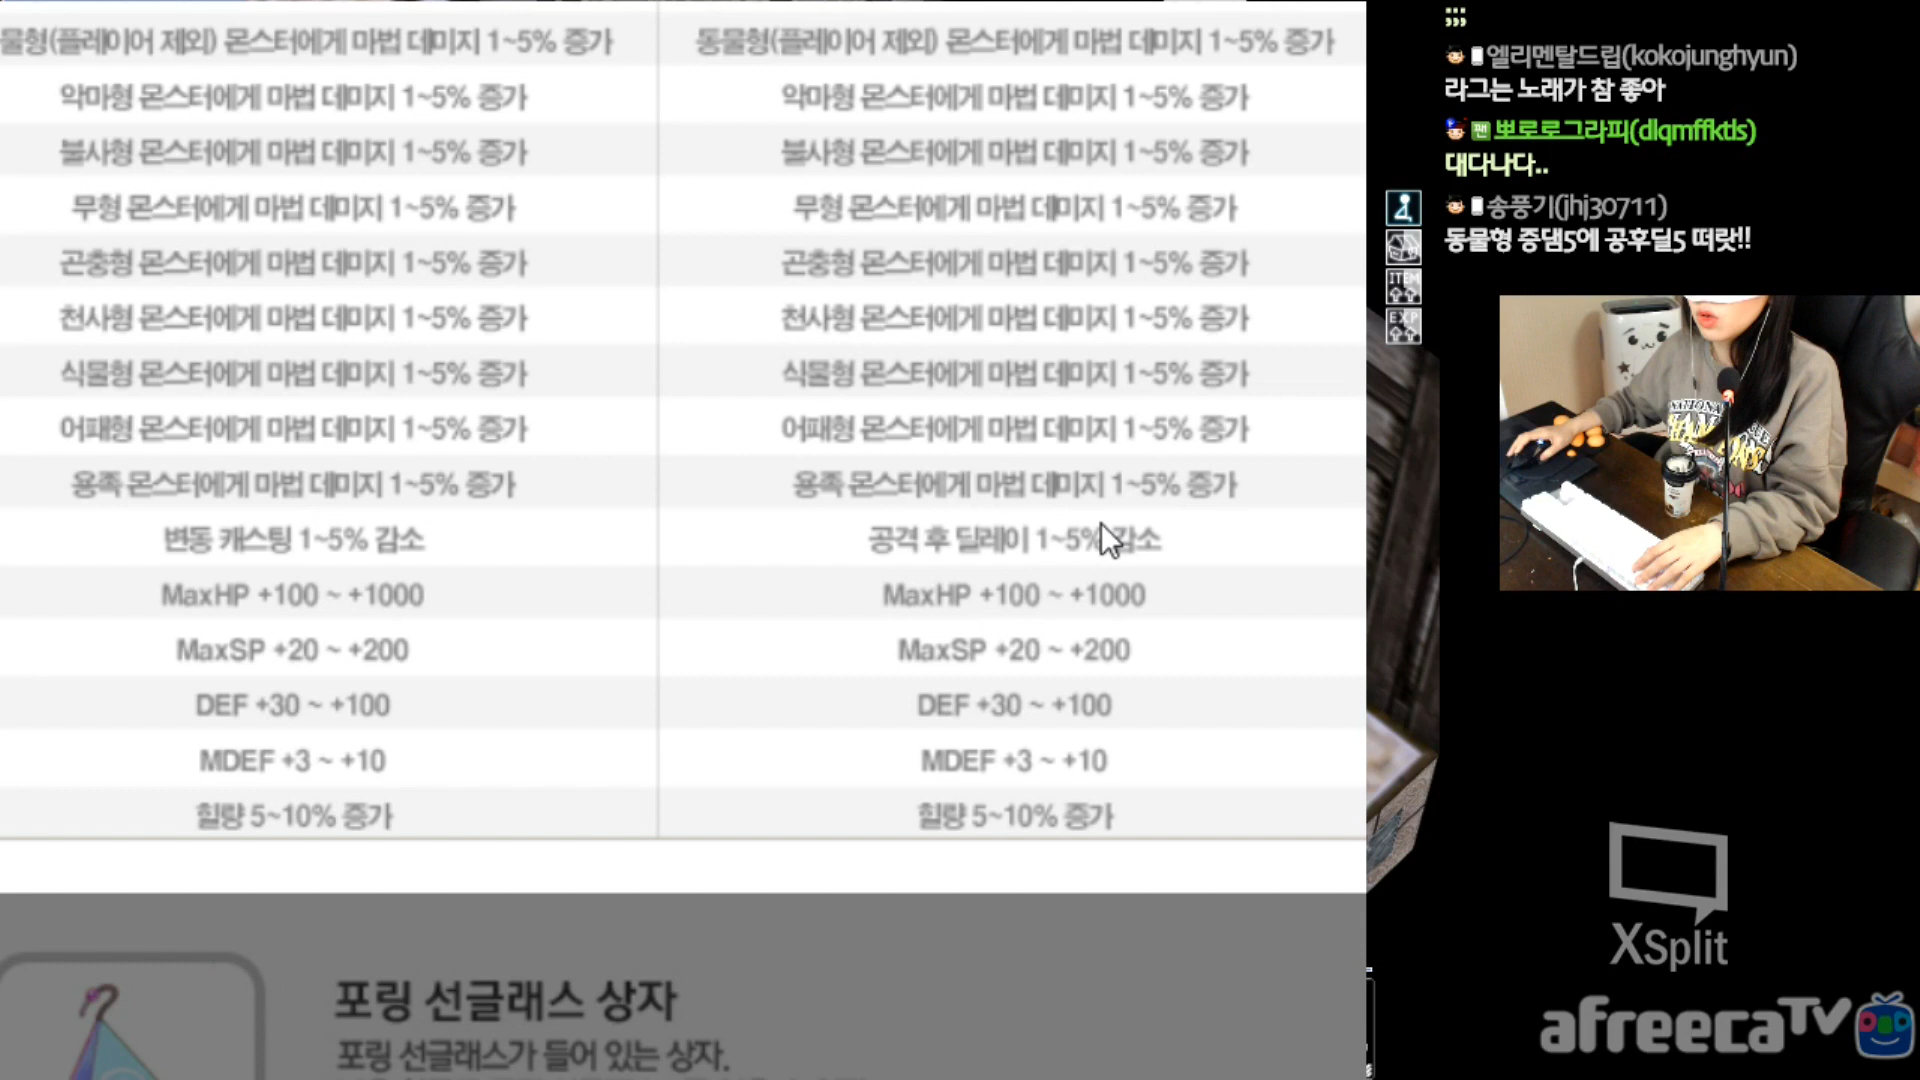 물형(플레이어 제외) 몬스터에게 마법 데미지 1~5% 증가
동물형(플레이어 제외) 몬스터에게 마법 데미지 1~5% 증가
악마형 몬스터에게 마법 데미지 1~5% 증가
악마형 몬스터에게 마법 데미지 1~5% 증가
불사형 몬스터에게 마법 데미지 1~5% 증가
불사형 몬스터에게 마법 데미지 1~5% 증가
무형 몬스터에게 마법 데미지 1~5% 증가
무형 몬스터에게 마법 데미지 1~5% 증가
곤충형 몬스터에게 마법 데미지 1~5% 증가
곤충형 몬스터에게 마법 데미지 1~5% 증가
천사형 몬스터에게 마법 데미지 1~5% 증가
천사형 몬스터에게 마법 데미지 1~5% 증가
식물형 몬스터에게 마법 데미지 1~5% 증가
식물형 몬스터에게 마법 데미지 1~5% 증가
어패형 몬스터에게 마법 데미지 1~5% 증가
어패형 몬스터에게 마법 데미지 1~5% 증가
용족 몬스터에게 마법 데미지 1~5% 증가
용족 몬스터에게 마법 데미지 1~5% 증가
변동 캐스팅 1~5% 감소
공격 후 딜레이 1~5% 감소
MaxHP +100 ~ +1000
MaxHP +100 ~ +1000
MaxSP +20 ~ +200
MaxSP +20 ~ +200
DEF +30 ~ +100
DEF +30 ~ +100
MDEF +3 ~ +10
MDEF +3 ~ +10
힐량 5~10% 증가
힐량 5~10% 증가
포링 선글래스 상자
포링 선글래스가 들어 있는 상자.
;;;
엘리멘탈드립(kokojunghyun)
라그는 노래가 참 좋아
팬 뽀로로그라피(dlqmffktls)
대다나다..
송풍기(jhj30711)
동물형 증댐5에 공후딜5 떠랏!!
ITEM
EXP
XSplit
afreecaTV